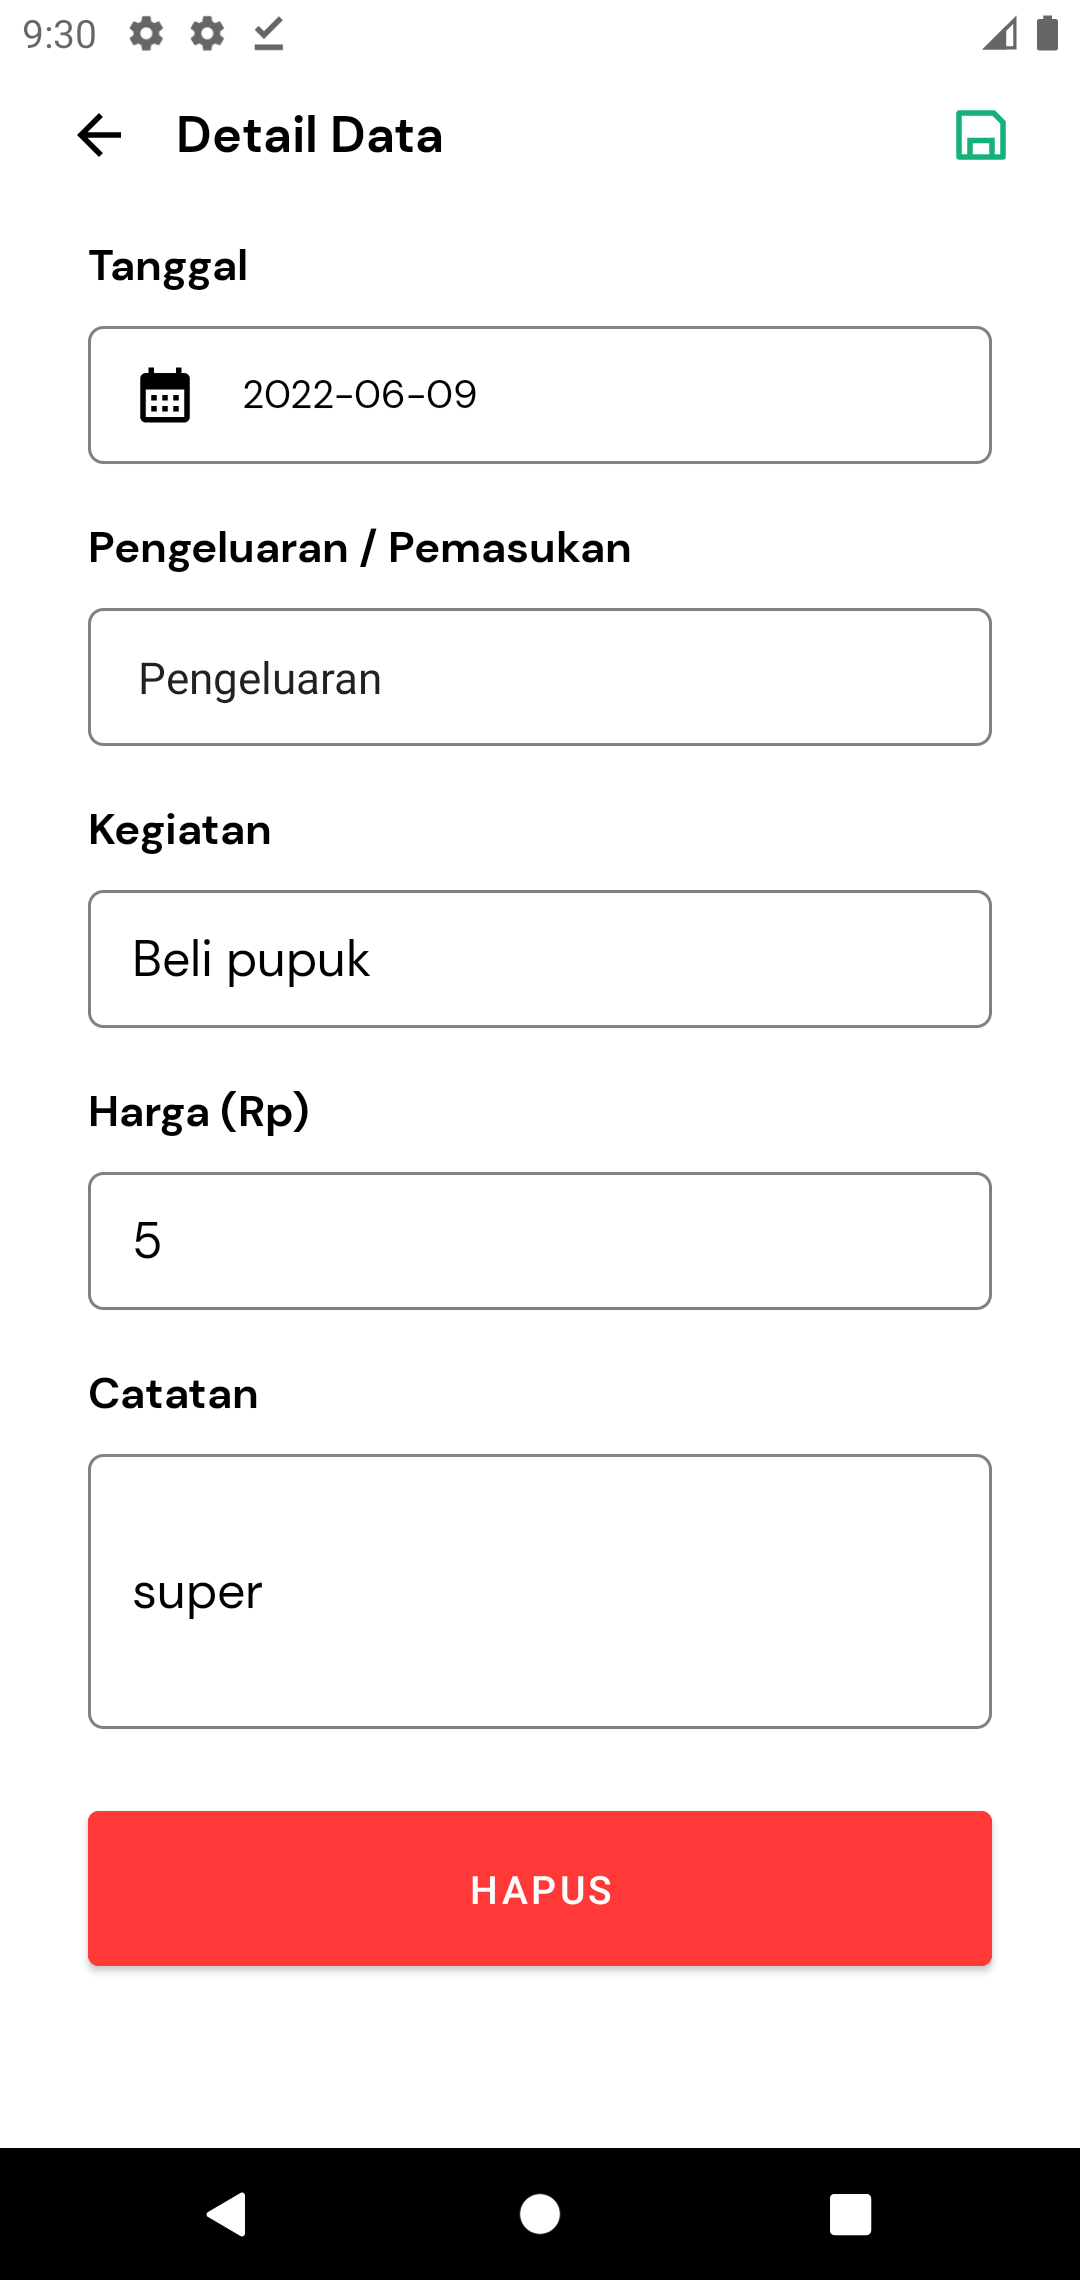 9:30
Detail Data
Tanggal
2022-06-09
Pengeluaran / Pemasukan
Pengeluaran
Kegiatan
Beli pupuk
Harga (Rp)
5
Catatan
super
HAPUS